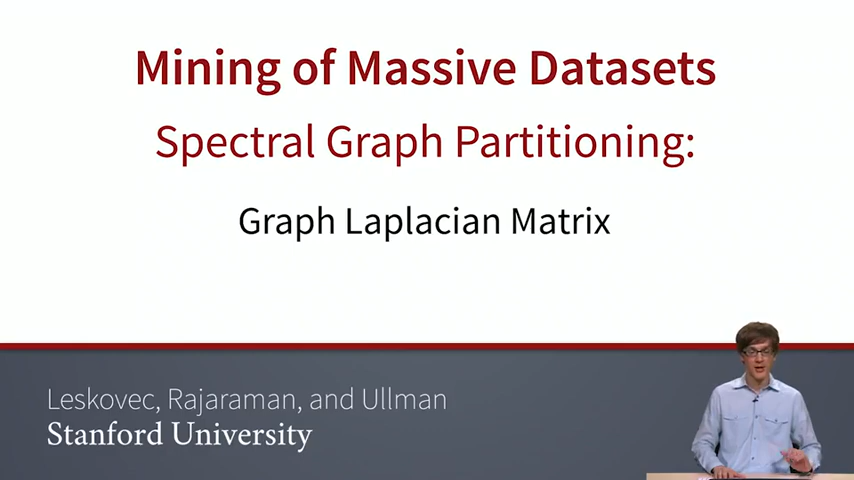 Mining of Massive Datasets
Spectral Graph Partitioning:
Graph Laplacian Matrix
Leskovec, Rajaraman, and Ullman
Stanford University